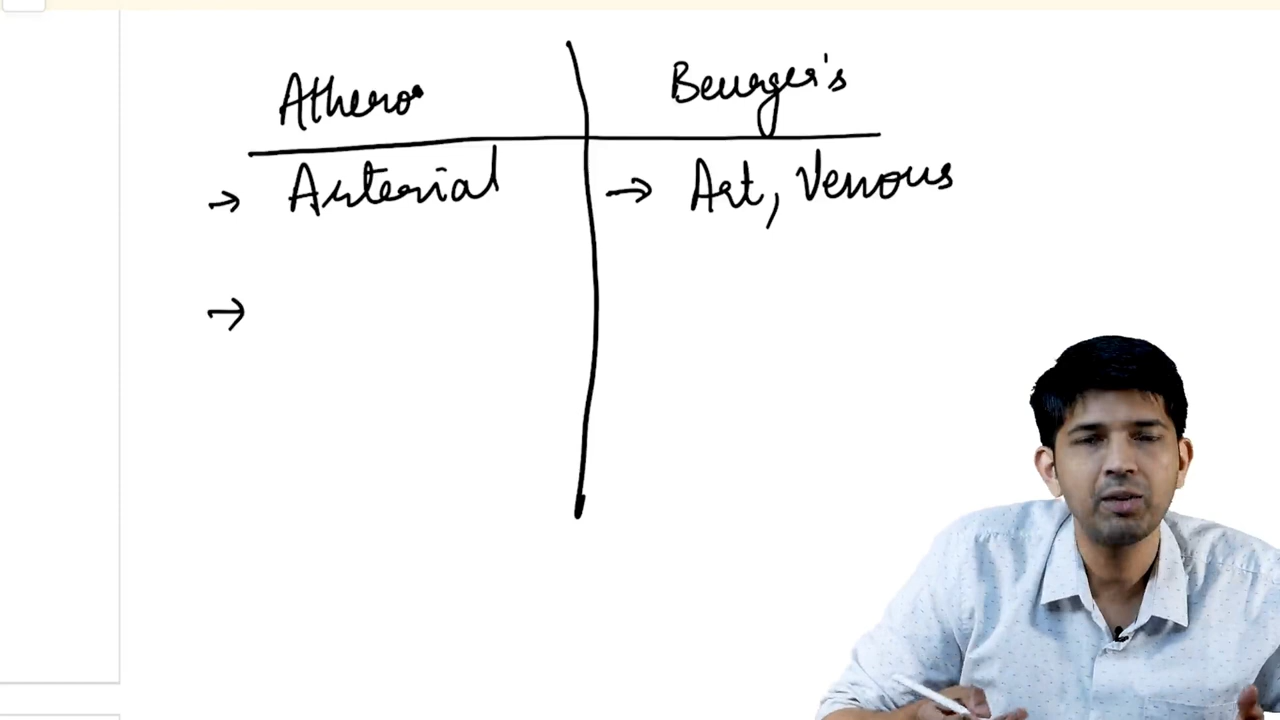 Athero
Beurger's
→ Arterial
→ Art, Venous
→